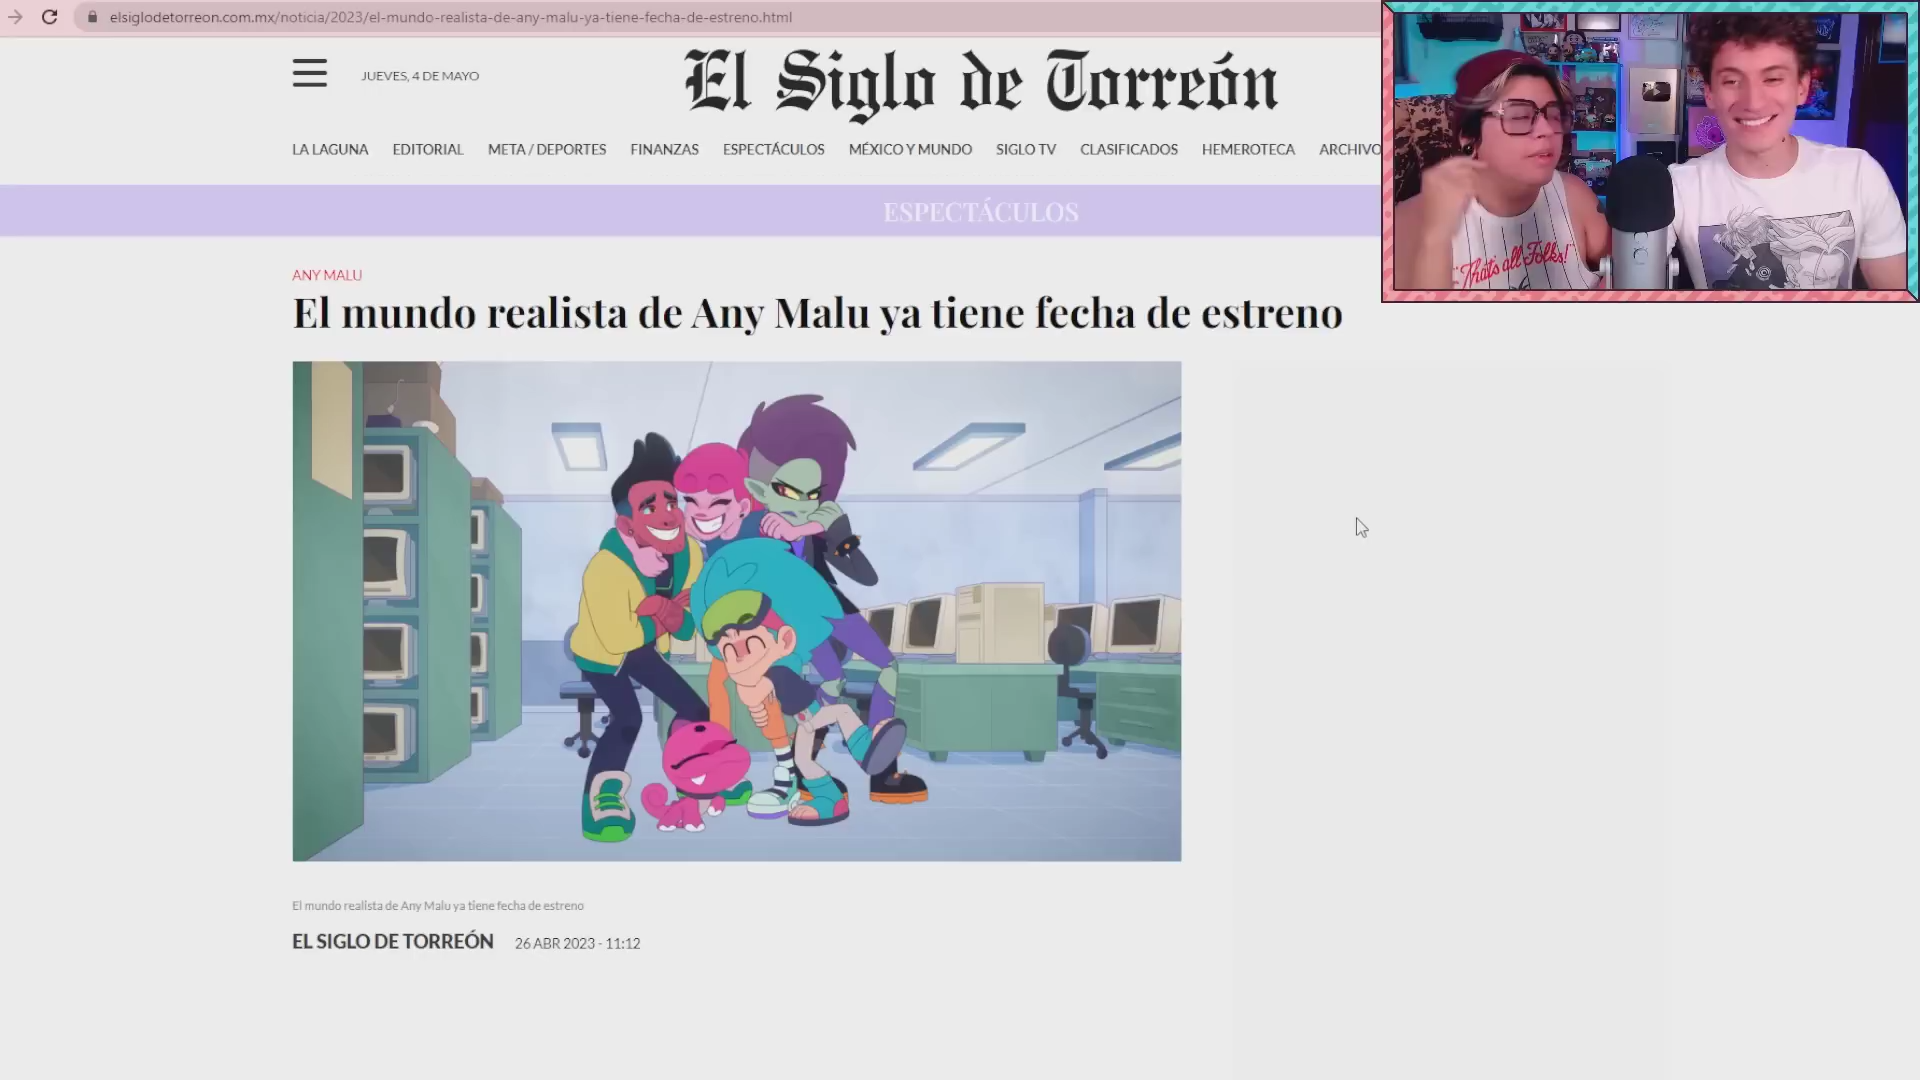 elsiglodetorreon.com.mx/noticia/2023/el-mundo-realista-de-any-malu-ya-tiene-fecha-de-estreno.html
JUEVES, 4 DE MAYO
El Siglo de Torreón
LA LAGUNA EDITORIAL META / DEPORTES FINANZAS ESPECTÁCULOS MÉXICO Y MUNDO SIGLO TV CLASIFICADOS HEMEROTECA ARCHIVO
ESPECTÁCULOS
ANY MALU
El mundo realista de Any Malu ya tiene fecha de estreno
El mundo realista de Any Malu ya tiene fecha de estreno
EL SIGLO DE TORREÓN 26 ABR 2023 - 11:12
"That's all Folks!"